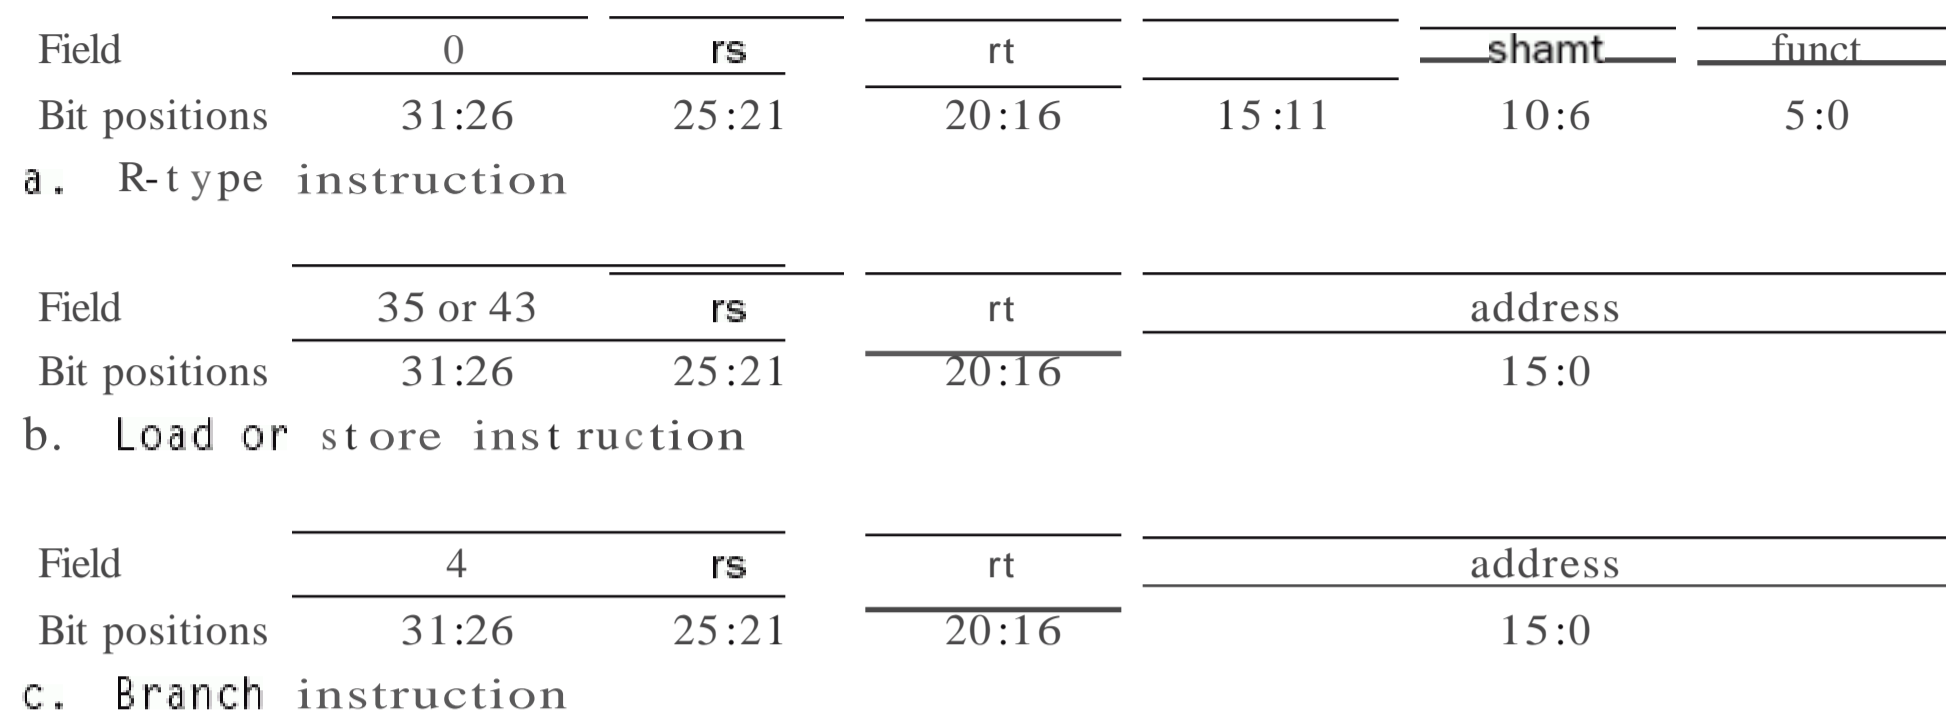 Field 0 rs rt shamt funct
Bit positions 31:26 25:21 20:16 15:11 10:6 5:0
a. R-type instruction
Field 35 or 43 rs rt address
Bit positions 31:26 25:21 20:16 15:0
b. Load or store instruction
Field 4 rs rt address
Bit positions 31:26 25:21 20:16 15:0
c. Branch instruction